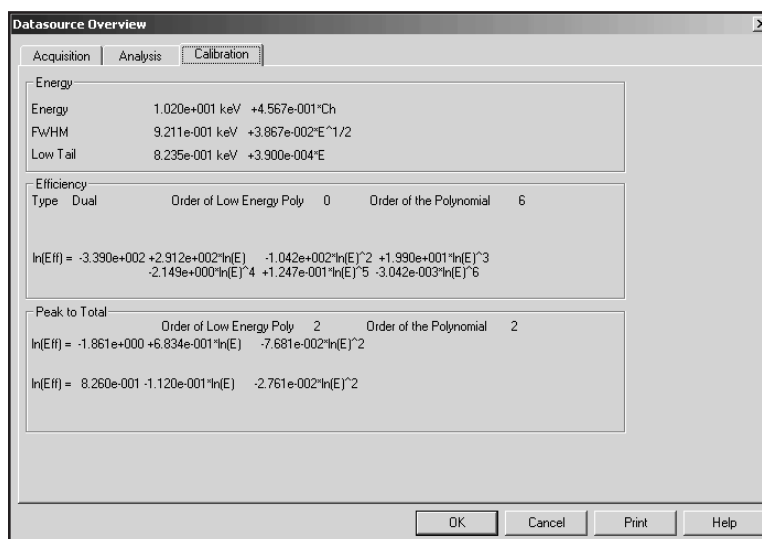 Datasource Overview
Acquisition Analysis Calibration
Energy
Energy 1.020e+001 keV +4.567e-001*Ch
FWHM 9.211e-001 keV +3.867e-002*E^1/2
Low Tail 8.235e-001 keV +3.900e-004*E
Efficiency
Type Dual Order of Low Energy Poly 0 Order of the Polynomial 6
ln(Eff) = -3.390e+002 +2.912e+002*ln(E) -1.042e+002*ln(E)^2 +1.990e+001*ln(E)^3
-2.149e+000*ln(E)^4 +1.247e-001*ln(E)^5 -3.042e-003*ln(E)^6
Peak to Total
Order of Low Energy Poly 2 Order of the Polynomial 2
ln(Eff) = -1.861e+000 +6.834e-001*ln(E) -7.681e-002*ln(E)^2
ln(Eff) = 8.260e-001 -1.120e-001*ln(E) -2.761e-002*ln(E)^2
OK Cancel Print Help